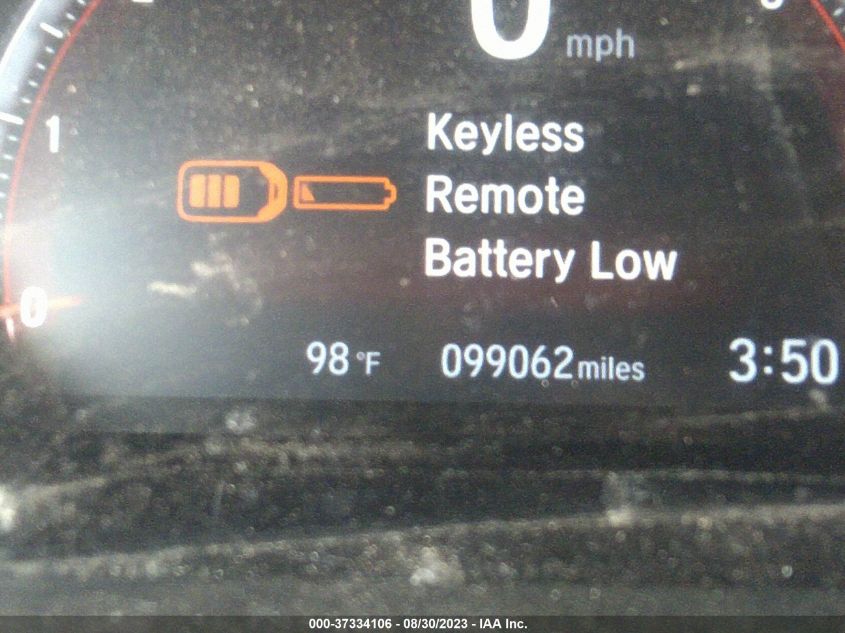 0 mph
1
Keyless
Remote
Battery Low
0
98 °F 099062 miles 3:50
000-37334106 - 08/30/2023 - IAA Inc.